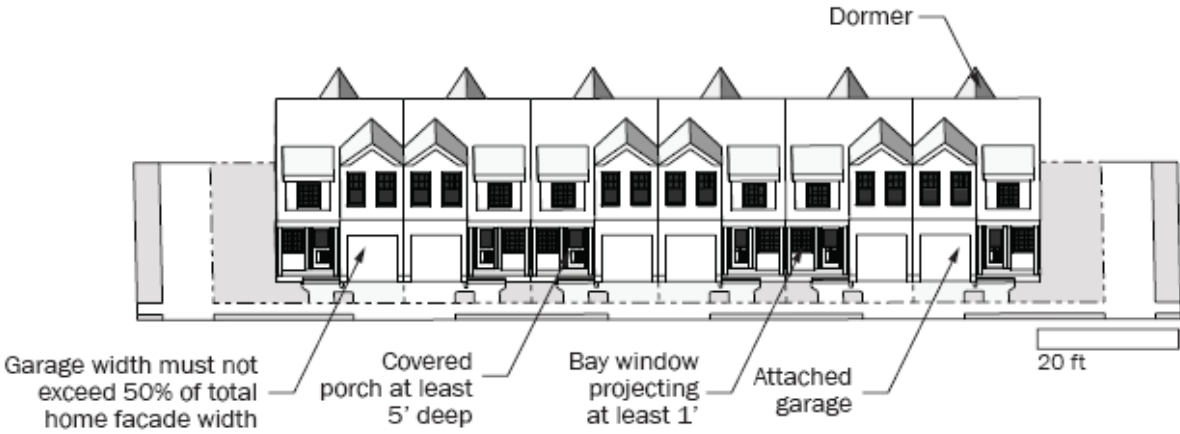 Dormer
20 ft
Garage width must not
exceed 50% of total
home facade width
Covered
porch at least
5' deep
Bay window
projecting
at least 1'
Attached
garage